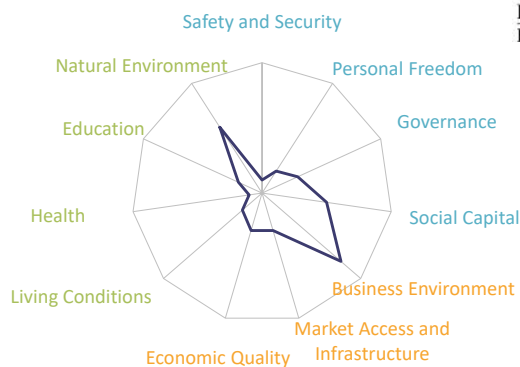 Safety and Security
Natural Environment
Personal Freedom
Education
Governance
Health
Social Capital
Living Conditions
Business Environment
Market Access and
Infrastructure
Economic Quality